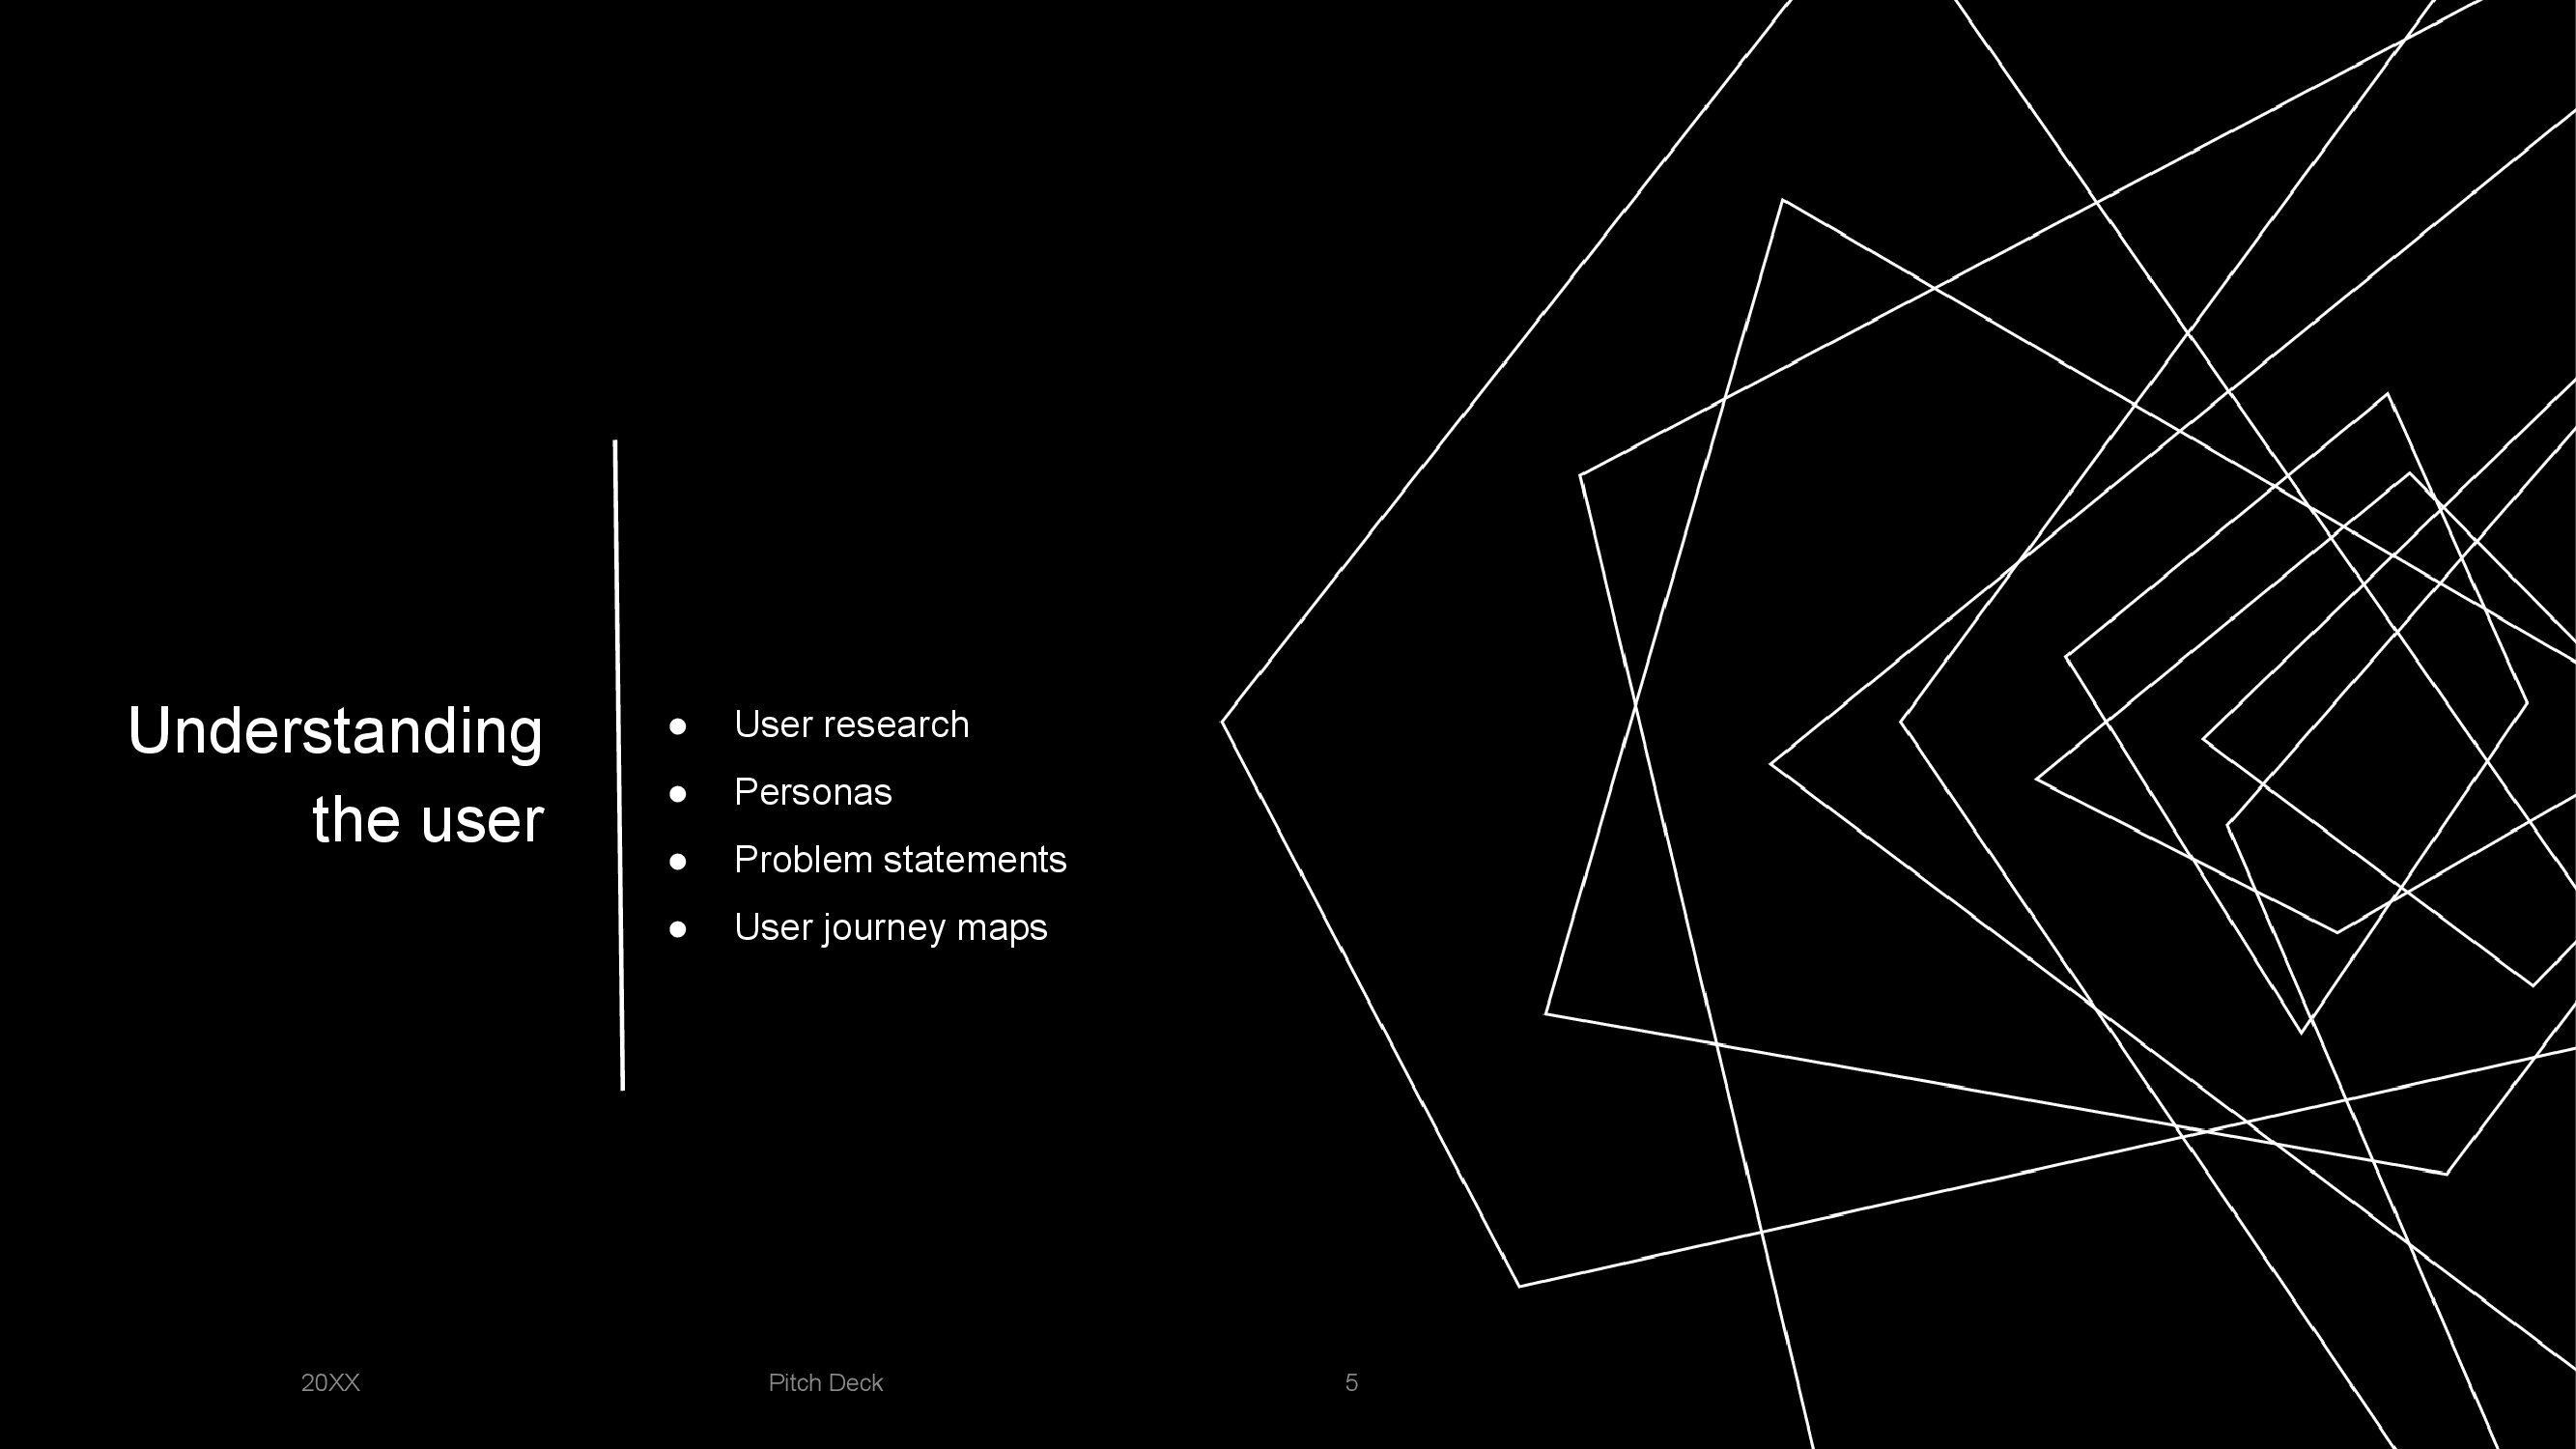 Understanding
the user
● User research
● Personas
● Problem statements
● User journey maps
20XX
Pitch Deck
5